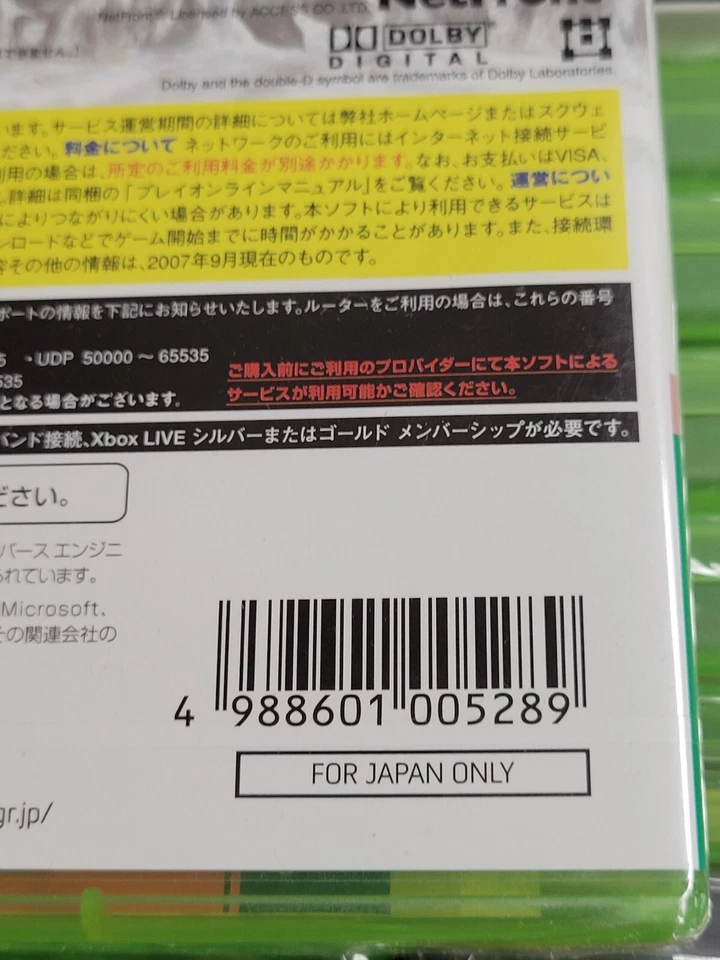 NetFront® Licensed by ACCESS CO.,LTD.
DOLBY
DIGITAL
Dolby and the double-D symbol are trademarks of Dolby Laboratories.
います。サービス運営期間の詳細については弊社ホームページまたはスクウェ
ださい。料金について ネットワークのご利用にはインターネット接続サービ
利用の場合は、所定のご利用料金が別途かかります。なお、お支払いはVISA、
詳細は同梱の「プレイオンラインマニュアル」をご覧ください。運営につい
によりつながりにくい場合があります。本ソフトにより利用できるサービスは
ンロードなどでゲーム開始までに時間がかかることがあります。また、接続環
その他の情報は、2007年9月現在のものです。
ポートの情報を下記にお知らせいたします。ルーターをご利用の場合は、これらの番号
5 ・UDP 50000～65535
535
となる場合がございます。
ご購入前にご利用のプロバイダーにて本ソフトによる
サービスが利用可能かご確認ください。
バンド接続、Xbox LIVE シルバーまたはゴールド メンバーシップが必要です。
ださい。
バース エンジニ
られています。
Microsoft、
その関連会社の
4 988601 005289
FOR JAPAN ONLY
gr.jp/